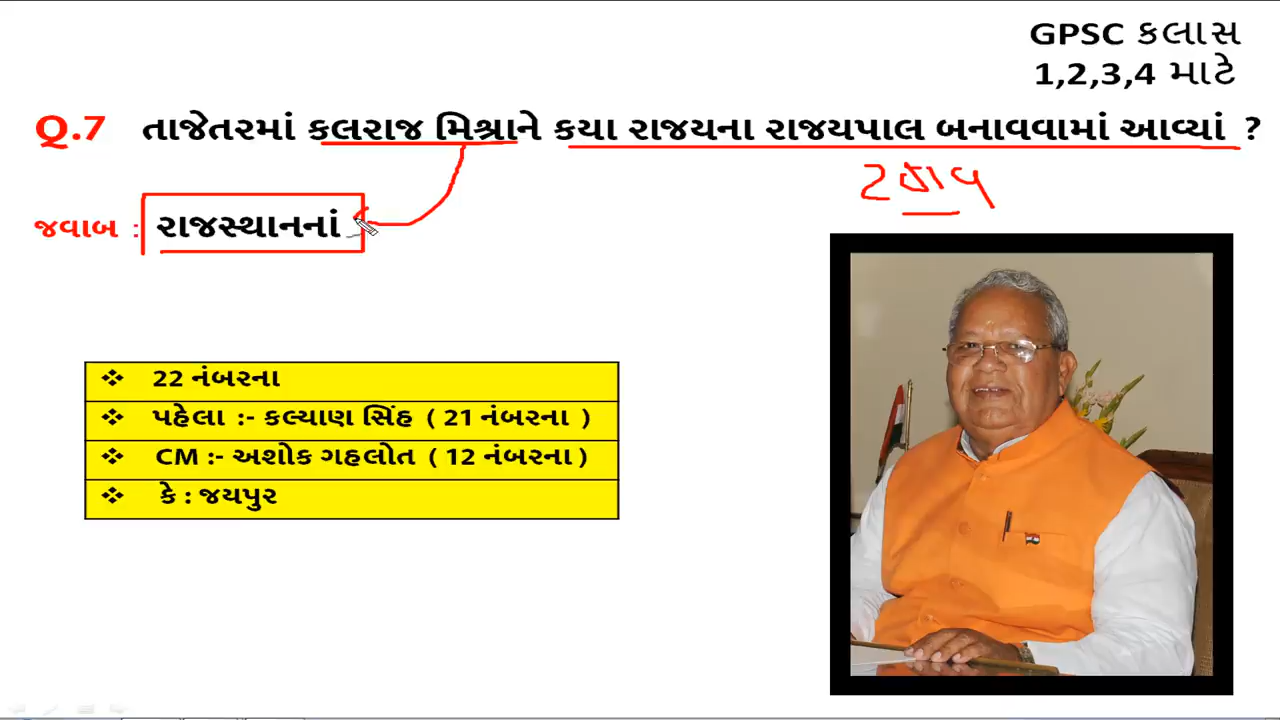 GPSC કલાસ
1,2,3,4 માટે
Q.7 તાજેતરમાં કલરાજ મિશ્રાને કયા રાજયના રાજયપાલ બનાવવામાં આવ્યાં ?
જવાબ : રાજસ્થાનનાં
❖ 22 નંબરના
❖ પહેલા :- કલ્યાણ સિંહ ( 21 નંબરના )
❖ CM :- અશોક ગહલોત ( 12 નંબરના )
❖ કે : જયપુર